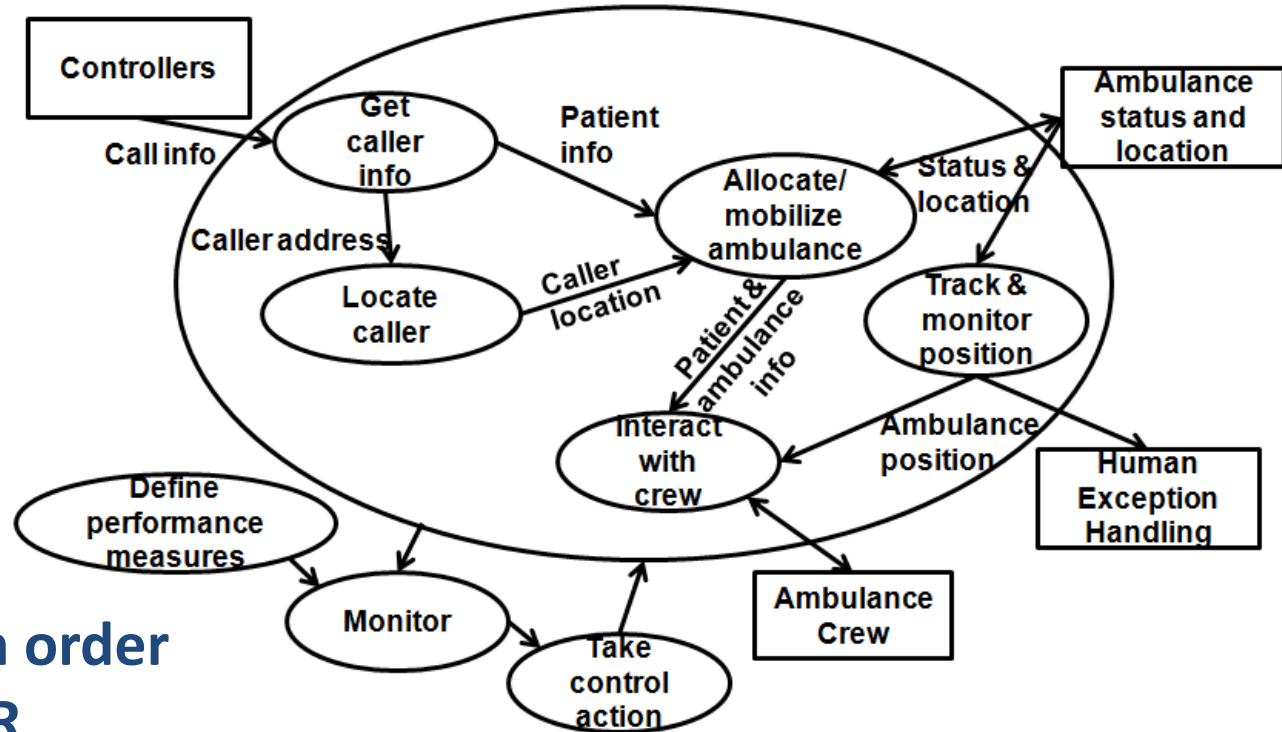 Controllers
Call info
Get
caller
info
Patient
info
Ambulance
status and
location
Status &
location
Allocate/
mobilize
ambulance
Caller address
Locate
caller
Caller
location
Track &
monitor
position
Patient &
ambulance
info
Interact
with
crew
Ambulance
position
Human
Exception
Handling
Define
performance
measures
Monitor
Take
control
action
Ambulance
Crew
order